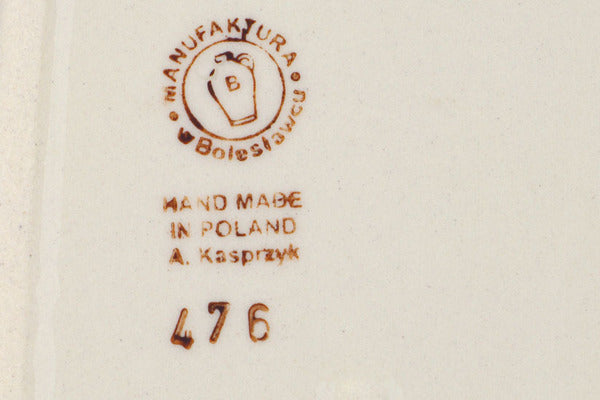 MANUFAKTURA
w Bolesławcu
B
HAND MADE
IN POLAND
A. Kasprzyk
476